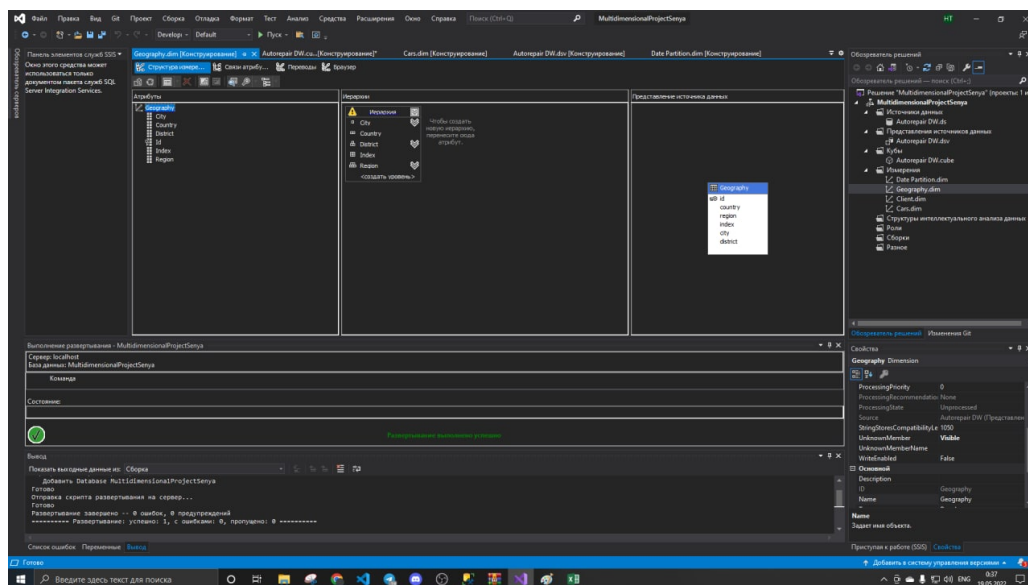 Файл Правка Вид Git Проект Сборка Отладка Формат Тест Анализ Средства Расширения Окно Справка Поиск (Ctrl+Q) MultidimensionalProjectSenya НТ
Develop Default Пуск
Панель элементов служб SSIS
Окно этого средства может
использоваться только
документом пакета служб SQL
Server Integration Services.
Обозреватель серверов
Geography.dim [Конструирование] Autorepair DW.cu...[Конструирование]* Cars.dim [Конструирование] Autorepair DW.dsv [Конструирование] Date Partition.dim [Конструирование]
Структура измере... Связи атрибу... Переводы Браузер
Атрибуты
Geography
City
Country
District
Id
Index
Region
Иерархии
Иерархия
City
Country
District
Index
Region
<создать уровень>
Чтобы создать
новую иерархию,
перенесите сюда
атрибут.
Представление источника данных
Geography
id
country
region
index
city
district
Обозреватель решений
Обозреватель решений — поиск (Ctrl+;)
Решение "MultidimensionalProjectSenya" (проекты: 1 и
MultidimensionalProjectSenya
Источники данных
Autorepair DW.ds
Представления источников данных
Autorepair DW.dsv
Кубы
Autorepair DW.cube
Измерения
Date Partition.dim
Geography.dim
Client.dim
Cars.dim
Структуры интеллектуального анализа данных
Роли
Сборки
Разное
Обозреватель решений Изменения Git
Выполнение развертывания - MultidimensionalProjectSenya
Сервер: localhost
База данных: MultidimensionalProjectSenya
Команда
Состояние:
Развертывание выполнено успешно
Вывод
Показать выходные данные из: Сборка
Добавить Database MultidimensionalProjectSenya
Готово
Отправка скрипта развертывания на сервер...
Готово
Развертывание завершено -- 0 ошибок, 0 предупреждений
========== Развертывание: успешно: 1, с ошибками: 0, пропущено: 0 ==========
Список ошибок Переменные Вывод
Свойства
Geography Dimension
ProcessingPriority 0
ProcessingRecommendation None
ProcessingState Unprocessed
Source Autorepair DW (Представлен
StringStoresCompatibilityLe 1050
UnknownMember Visible
UnknownMemberName
WriteEnabled False
Основной
Description
ID Geography
Name Geography
Name
Задает имя объекта.
Приступая к работе (SSIS) Свойства
Готово Добавить в систему управления версиями
Введите здесь текст для поиска ENG 0:37
19.05.2022